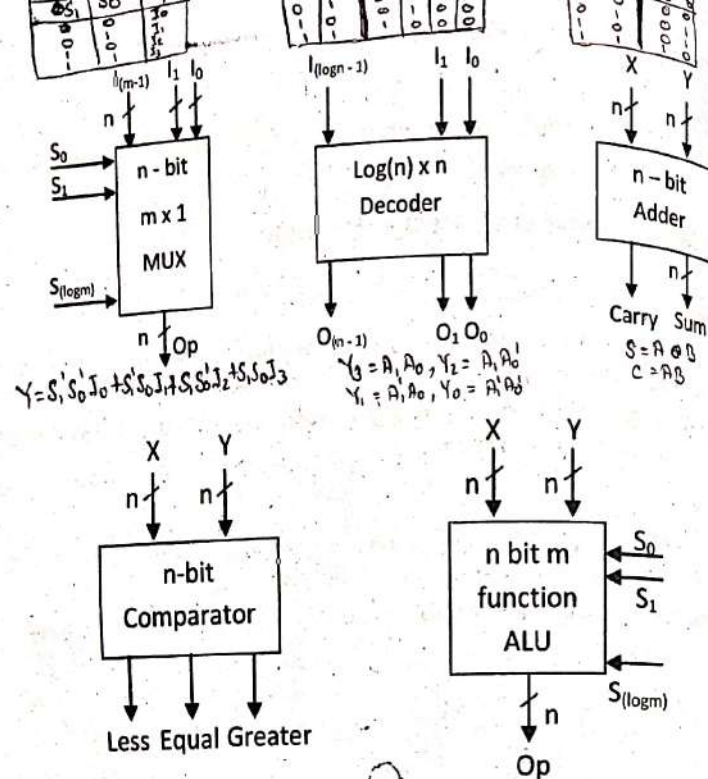 S1 S0
I(m-1) I1 I0
n
S0
S1
S(logm)
n - bit
m x 1
MUX
n Op
Y=S1'S0'I0+S1'S0I1+S1S0'I2+S1S0I3
I(logn - 1) I1 I0
Log(n) x n
Decoder
O(n - 1) O1 O0
Y3 = A1A0, Y2 = A1A0'
Y1 = A1'A0, Y0 = A1'A0'
X Y
n n
n – bit
Adder
n
Carry Sum
S = A ⊕ B
C = AB
X Y
n n
n-bit
Comparator
Less Equal Greater
X Y
n n
n bit m
function
ALU
S0
S1
S(logm)
n
Op